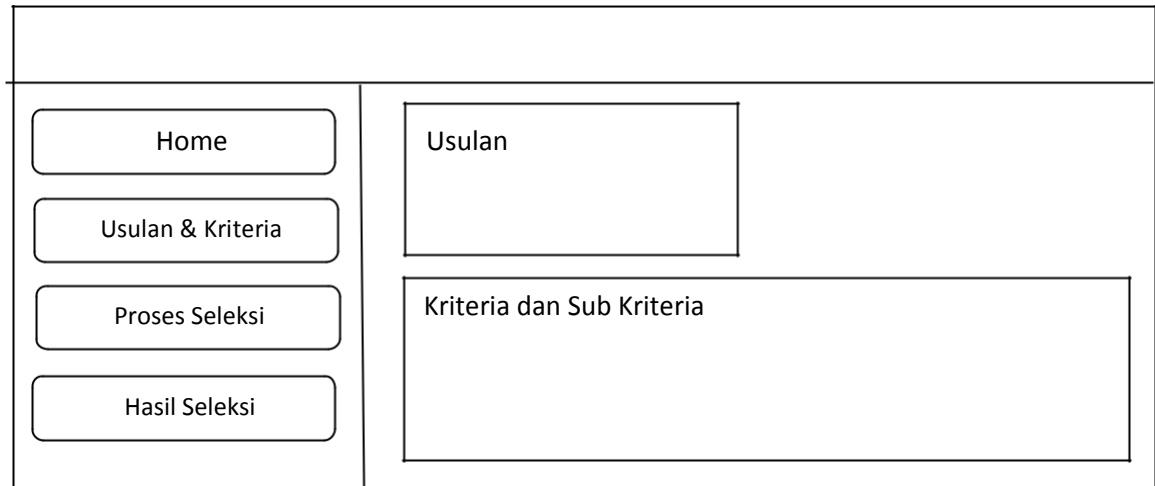 Home
Usulan & Kriteria
Proses Seleksi
Hasil Seleksi
Usulan
Kriteria dan Sub Kriteria